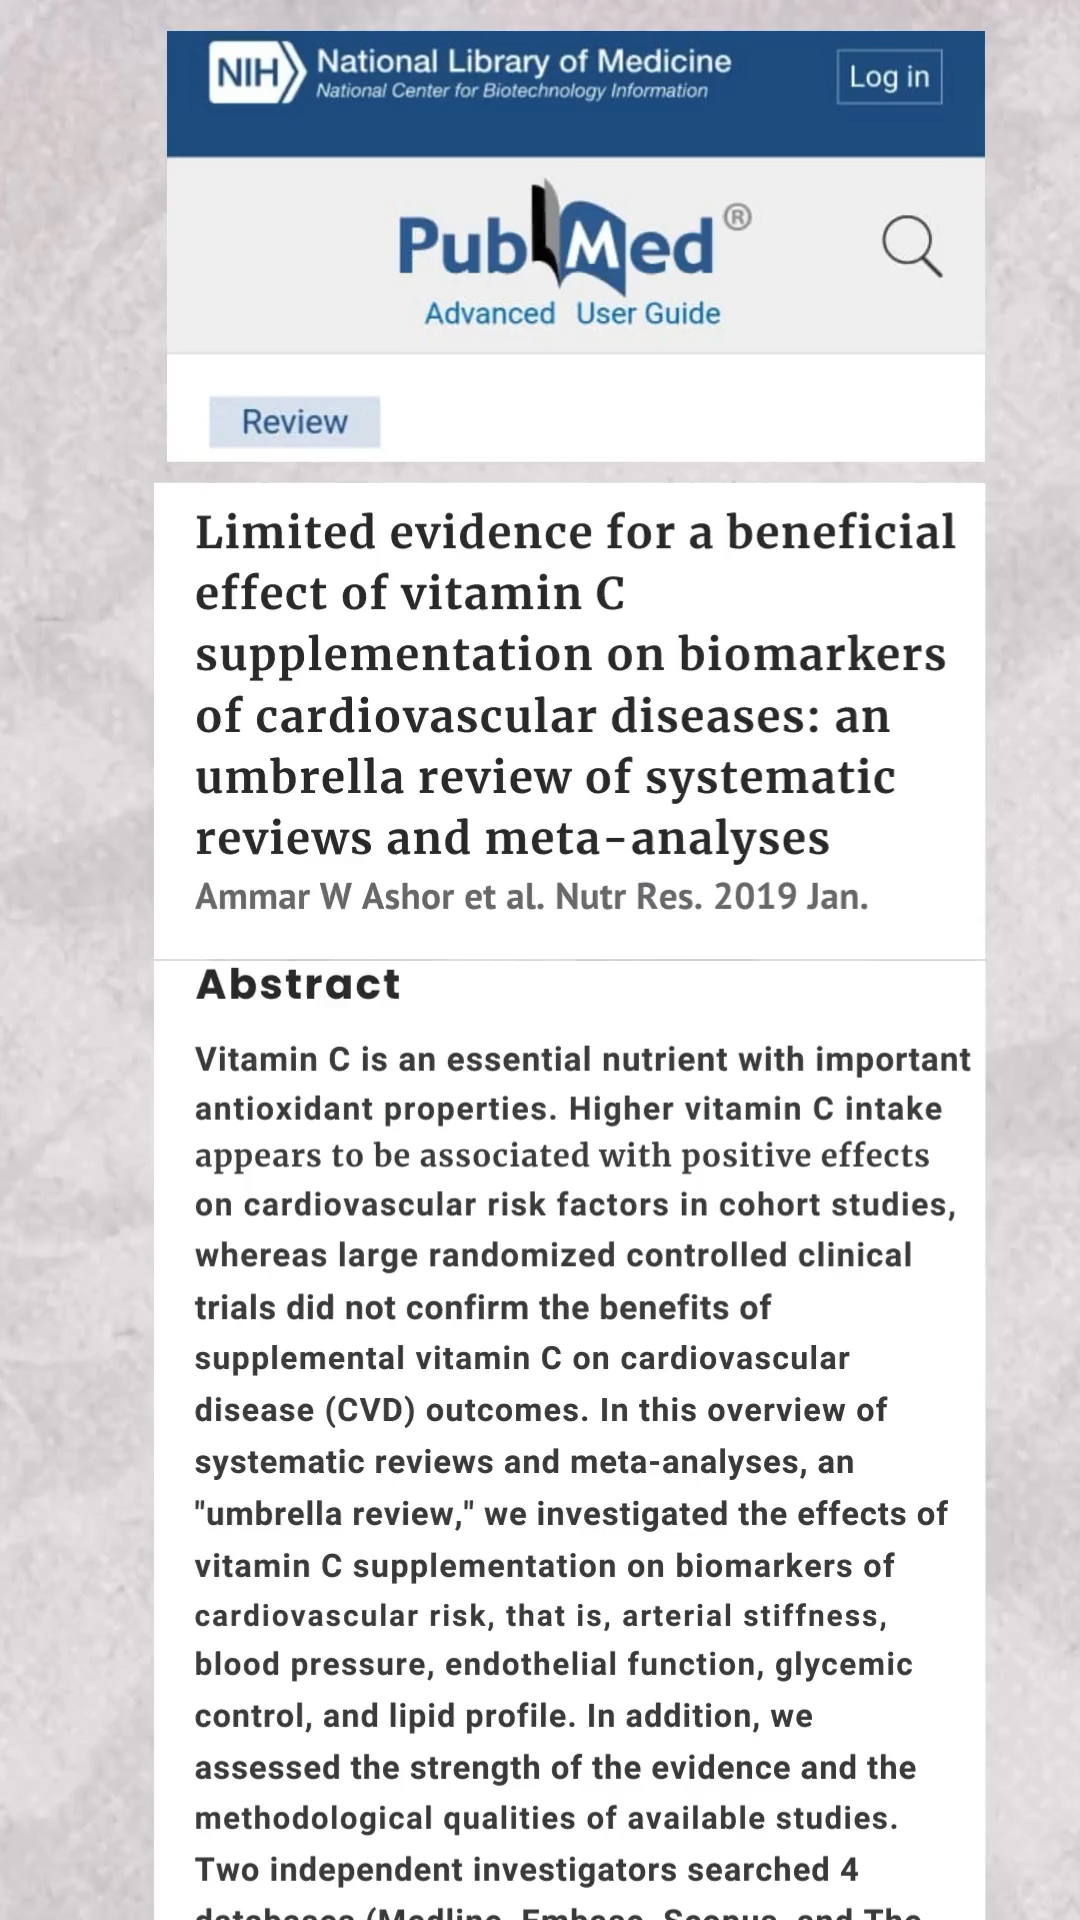 NIH National Library of Medicine
National Center for Biotechnology Information
Log in
PubMed®
Advanced User Guide
Review
Limited evidence for a beneficial
effect of vitamin C
supplementation on biomarkers
of cardiovascular diseases: an
umbrella review of systematic
reviews and meta-analyses
Ammar W Ashor et al. Nutr Res. 2019 Jan.
Abstract
Vitamin C is an essential nutrient with important
antioxidant properties. Higher vitamin C intake
appears to be associated with positive effects
on cardiovascular risk factors in cohort studies,
whereas large randomized controlled clinical
trials did not confirm the benefits of
supplemental vitamin C on cardiovascular
disease (CVD) outcomes. In this overview of
systematic reviews and meta-analyses, an
"umbrella review," we investigated the effects of
vitamin C supplementation on biomarkers of
cardiovascular risk, that is, arterial stiffness,
blood pressure, endothelial function, glycemic
control, and lipid profile. In addition, we
assessed the strength of the evidence and the
methodological qualities of available studies.
Two independent investigators searched 4
databases (Medline, Embase, Scopus, and The